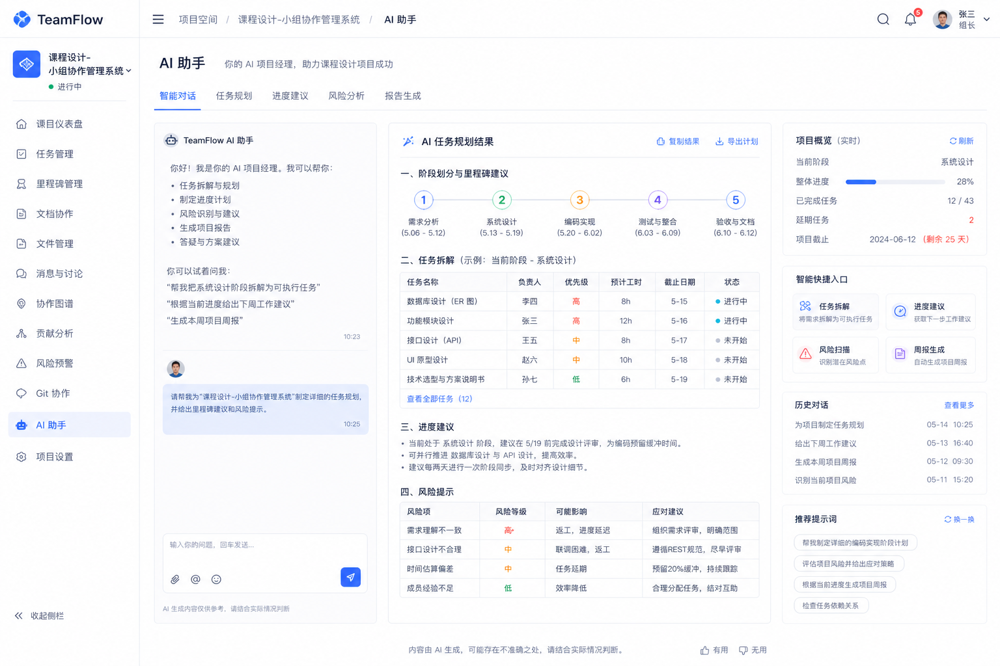 TeamFlow
项目空间 / 课程设计-小组协作管理系统 / AI 助手
5
张三
组长
课程设计-
小组协作管理系统
进行中
课目仪表盘
任务管理
里程碑管理
文档协作
文件管理
消息与讨论
协作图谱
贡献分析
风险预警
Git 协作
AI 助手
项目设置
收起侧栏
AI 助手 你的 AI 项目经理，助力课程设计项目成功
智能对话 任务规划 进度建议 风险分析 报告生成
TeamFlow AI 助手
你好！我是你的 AI 项目经理。我可以帮你：
• 任务拆解与规划
• 制定进度计划
• 风险识别与建议
• 生成项目报告
• 答疑与方案建议
你可以试着问我：
“帮我把系统设计阶段拆解为可执行任务”
“根据当前进度给出下周工作建议”
“生成本周项目周报”
10:23
请帮我为“课程设计-小组协作管理系统”制定详细的任务规划，
并给出里程碑建议和风险提示。
10:25
输入你的问题，回车发送...
AI 生成内容仅供参考，请结合实际情况判断
AI 任务规划结果 复制结果 导出计划
一、阶段划分与里程碑建议
1 2 3 4 5
需求分析 系统设计 编码实现 测试与整合 验收与文档
(5.06 - 5.12) (5.13 - 5.19) (5.20 - 6.02) (6.03 - 6.09) (6.10 - 6.12)
二、任务拆解（示例：当前阶段 - 系统设计）
任务名称 负责人 优先级 预计工时 截止日期 状态
数据库设计（ER 图） 李四 高 8h 5-15 进行中
功能模块设计 张三 高 12h 5-16 进行中
接口设计（API） 王五 中 8h 5-17 未开始
UI 原型设计 赵六 中 10h 5-18 未开始
技术选型与方案说明书 孙七 低 6h 5-19 未开始
查看全部任务（12）
三、进度建议
• 当前处于 系统设计 阶段，建议在 5/19 前完成设计评审，为编码预留缓冲时间。
• 可并行推进 数据库设计 与 API 设计，提高效率。
• 建议每两天进行一次阶段同步，及时对齐设计细节。
四、风险提示
风险项 风险等级 可能影响 应对建议
需求理解不一致 高 返工，进度延迟 组织需求评审，明确范围
接口设计不合理 中 联调困难，返工 遵循REST规范，尽早评审
时间估算偏差 中 任务延期 预留20%缓冲，持续跟踪
成员经验不足 低 效率降低 合理分配任务，结对互助
内容由 AI 生成，可能存在不准确之处，请结合实际情况判断。 有用 无用
项目概览（实时） 刷新
当前阶段 系统设计
整体进度 28%
已完成任务 12 / 43
延期任务 2
项目截止 2024-06-12 （剩余 25 天）
智能快捷入口
任务拆解
将需求拆解为可执行任务
进度建议
获取下一步工作建议
风险扫描
识别潜在风险点
周报生成
自动生成项目周报
历史对话 查看更多
为项目制定任务规划 05-14 10:25
给出下周工作建议 05-13 16:40
生成本周项目周报 05-12 09:30
识别当前项目风险 05-11 15:20
推荐提示词 换一换
帮我制定详细的编码实现阶段计划
评估项目风险并给出应对策略
根据当前进度生成项目周报
检查任务依赖关系